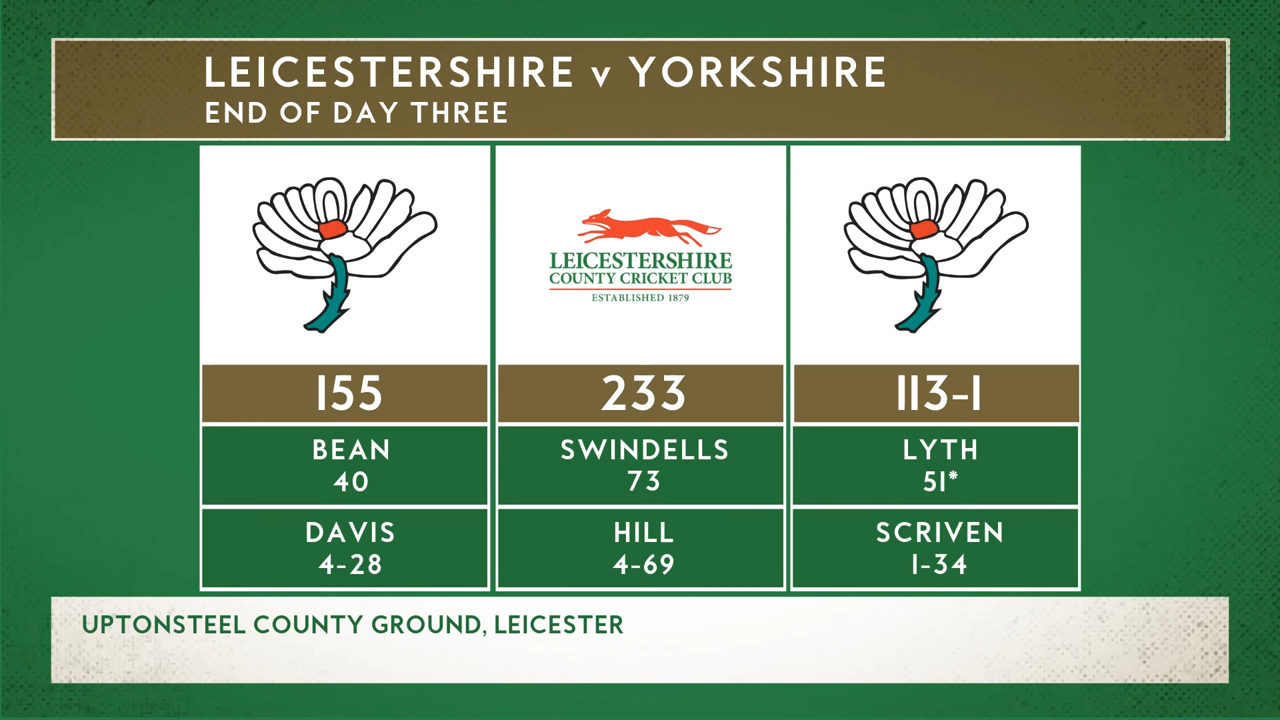 LEICESTERSHIRE v YORKSHIRE
END OF DAY THREE
LEICESTERSHIRE
COUNTY CRICKET CLUB
ESTABLISHED 1879
155
BEAN
40
DAVIS
4-28
233
SWINDELLS
73
HILL
4-69
113-1
LYTH
51*
SCRIVEN
1-34
UPTONSTEEL COUNTY GROUND, LEICESTER